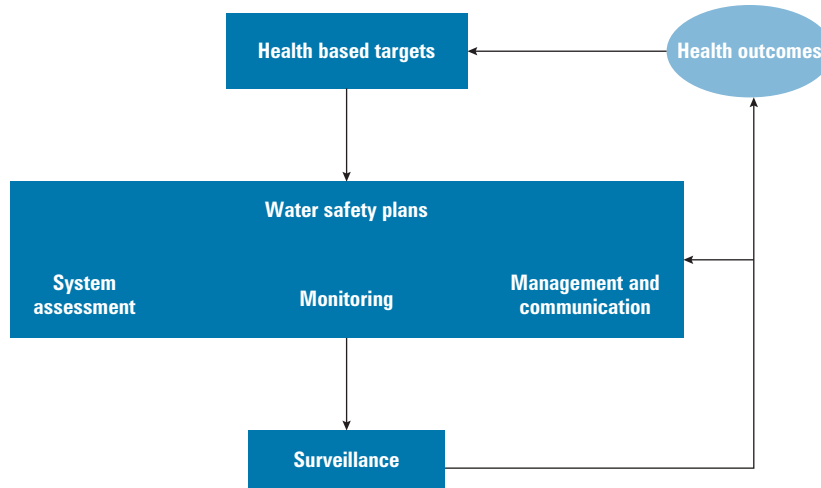 Health based targets
Health outcomes
Water safety plans
System
assessment
Monitoring
Management and
communication
Surveillance